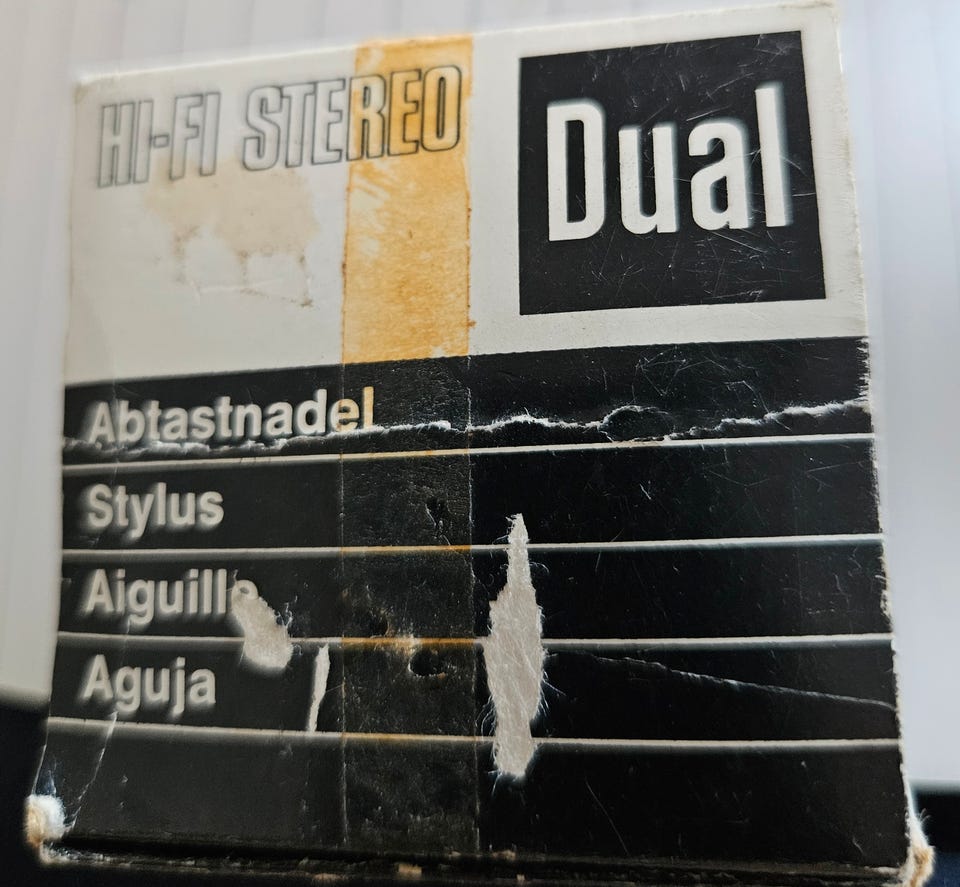 HI-FI STEREO
Dual
Abtastnadel
Stylus
Aiguille
Aguja